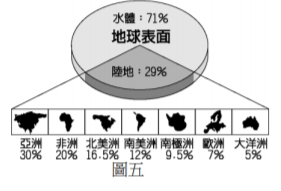 水體：71%
地球表面
陸地：29%
亞洲 非洲 北美洲 南美洲 南極洲 歐洲 大洋洲
30% 20% 16.5% 12% 9.5% 7% 5%
圖五